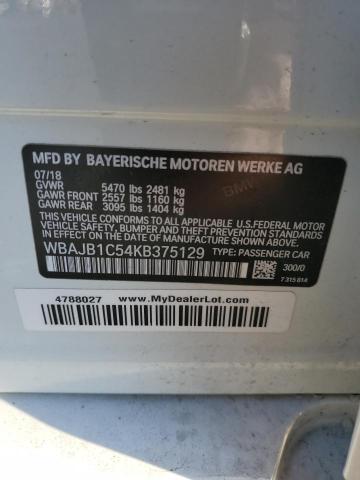 MFD BY BAYERISCHE MOTOREN WERKE AG
07/18
GVWR 5470 lbs 2481 kg
GAWR FRONT 2557 lbs 1160 kg
GAWR REAR 3095 lbs 1404 kg
THIS VEHICLE CONFORMS TO ALL APPLICABLE U.S. FEDERAL MOTOR
VEHICLE SAFETY, BUMPER, AND THEFT PREVENTION STANDARDS
IN EFFECT ON THE DATE OF MANUFACTURE SHOWN ABOVE.
WBAJB1C54KB375129 TYPE: PASSENGER CAR
300/0
7 315 614
4788027 MyDealerLot.com